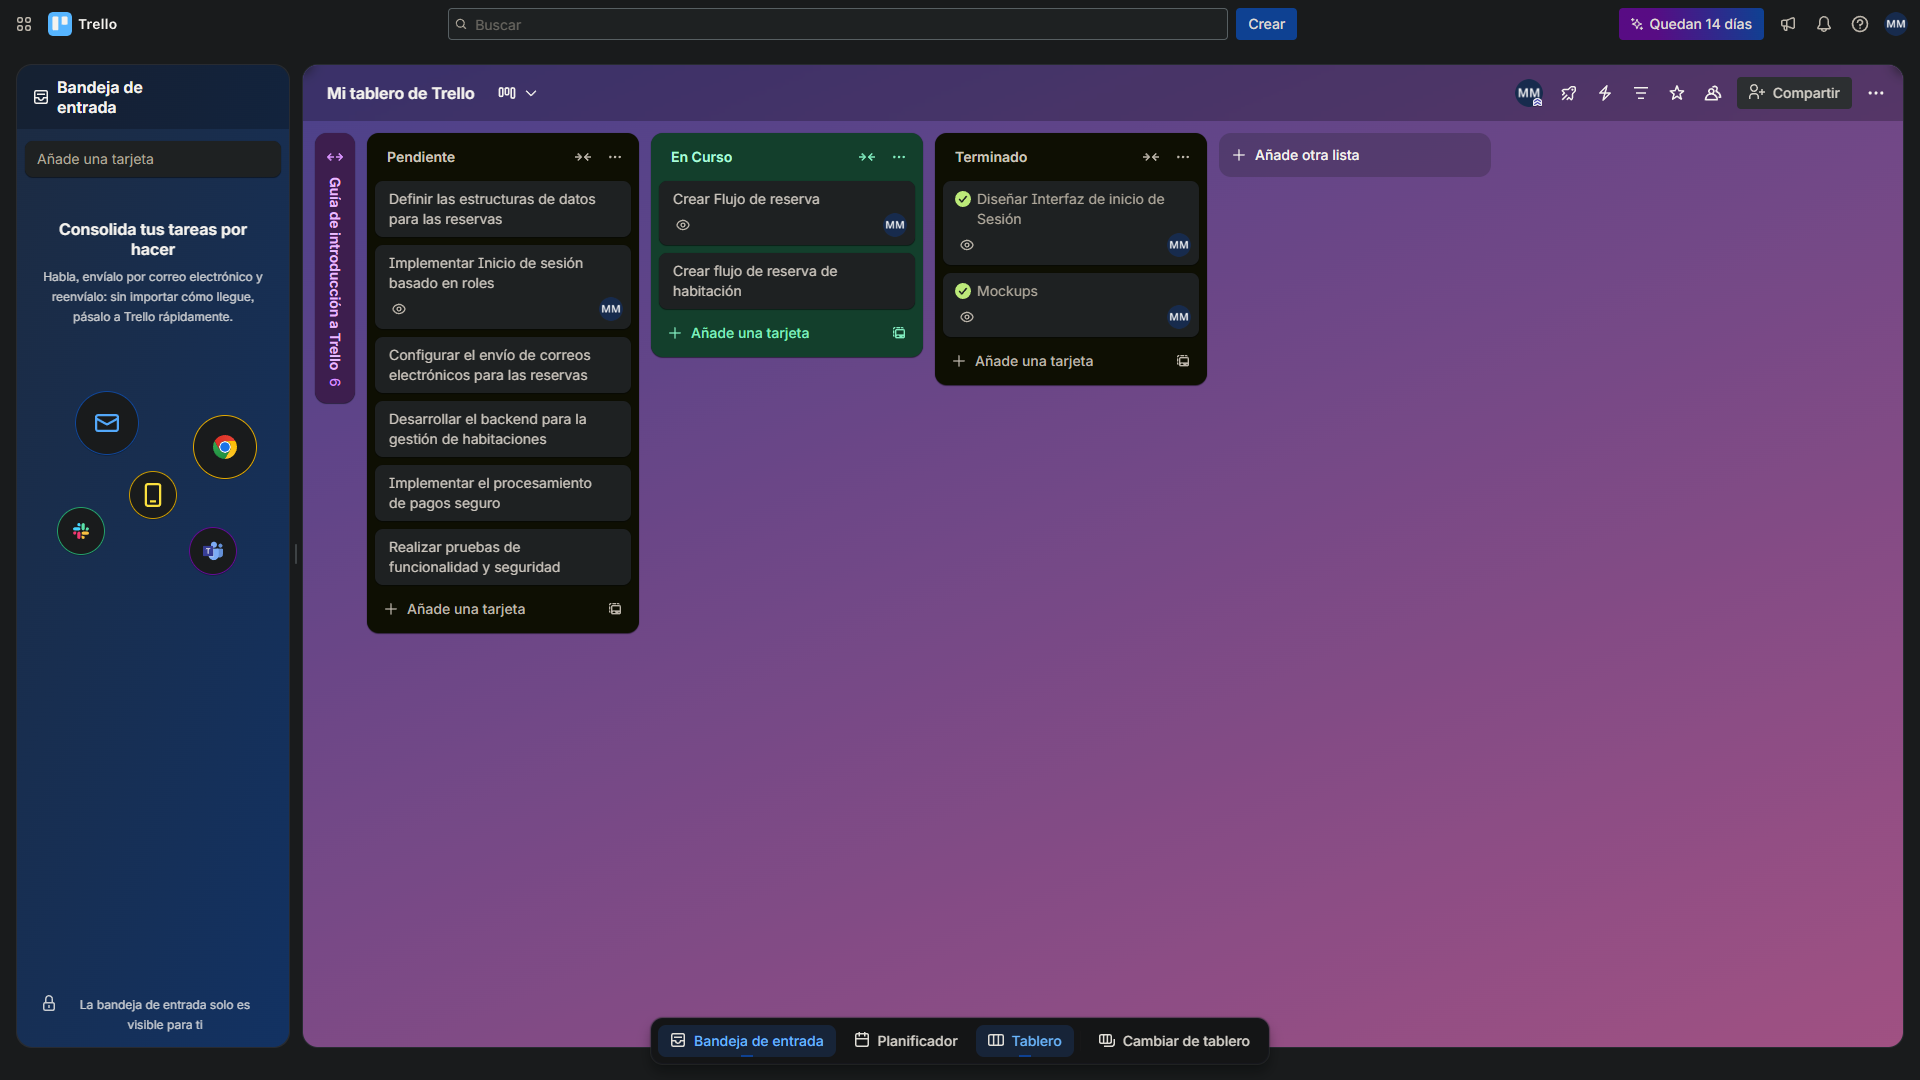 Trello
Buscar
Crear
Quedan 14 días
MM
Bandeja de
entrada
Añade una tarjeta
Consolida tus tareas por
hacer
Habla, envíalo por correo electrónico y
reenvíalo: sin importar cómo llegue,
pásalo a Trello rápidamente.
La bandeja de entrada solo es
visible para ti
Mi tablero de Trello
MM
Compartir
Guía de introducción a Trello 6
Pendiente
Definir las estructuras de datos
para las reservas
Implementar Inicio de sesión
basado en roles
MM
Configurar el envío de correos
electrónicos para las reservas
Desarrollar el backend para la
gestión de habitaciones
Implementar el procesamiento
de pagos seguro
Realizar pruebas de
funcionalidad y seguridad
Añade una tarjeta
En Curso
Crear Flujo de reserva
MM
Crear flujo de reserva de
habitación
Añade una tarjeta
Terminado
Diseñar Interfaz de inicio de
Sesión
MM
Mockups
MM
Añade una tarjeta
Añade otra lista
Bandeja de entrada
Planificador
Tablero
Cambiar de tablero